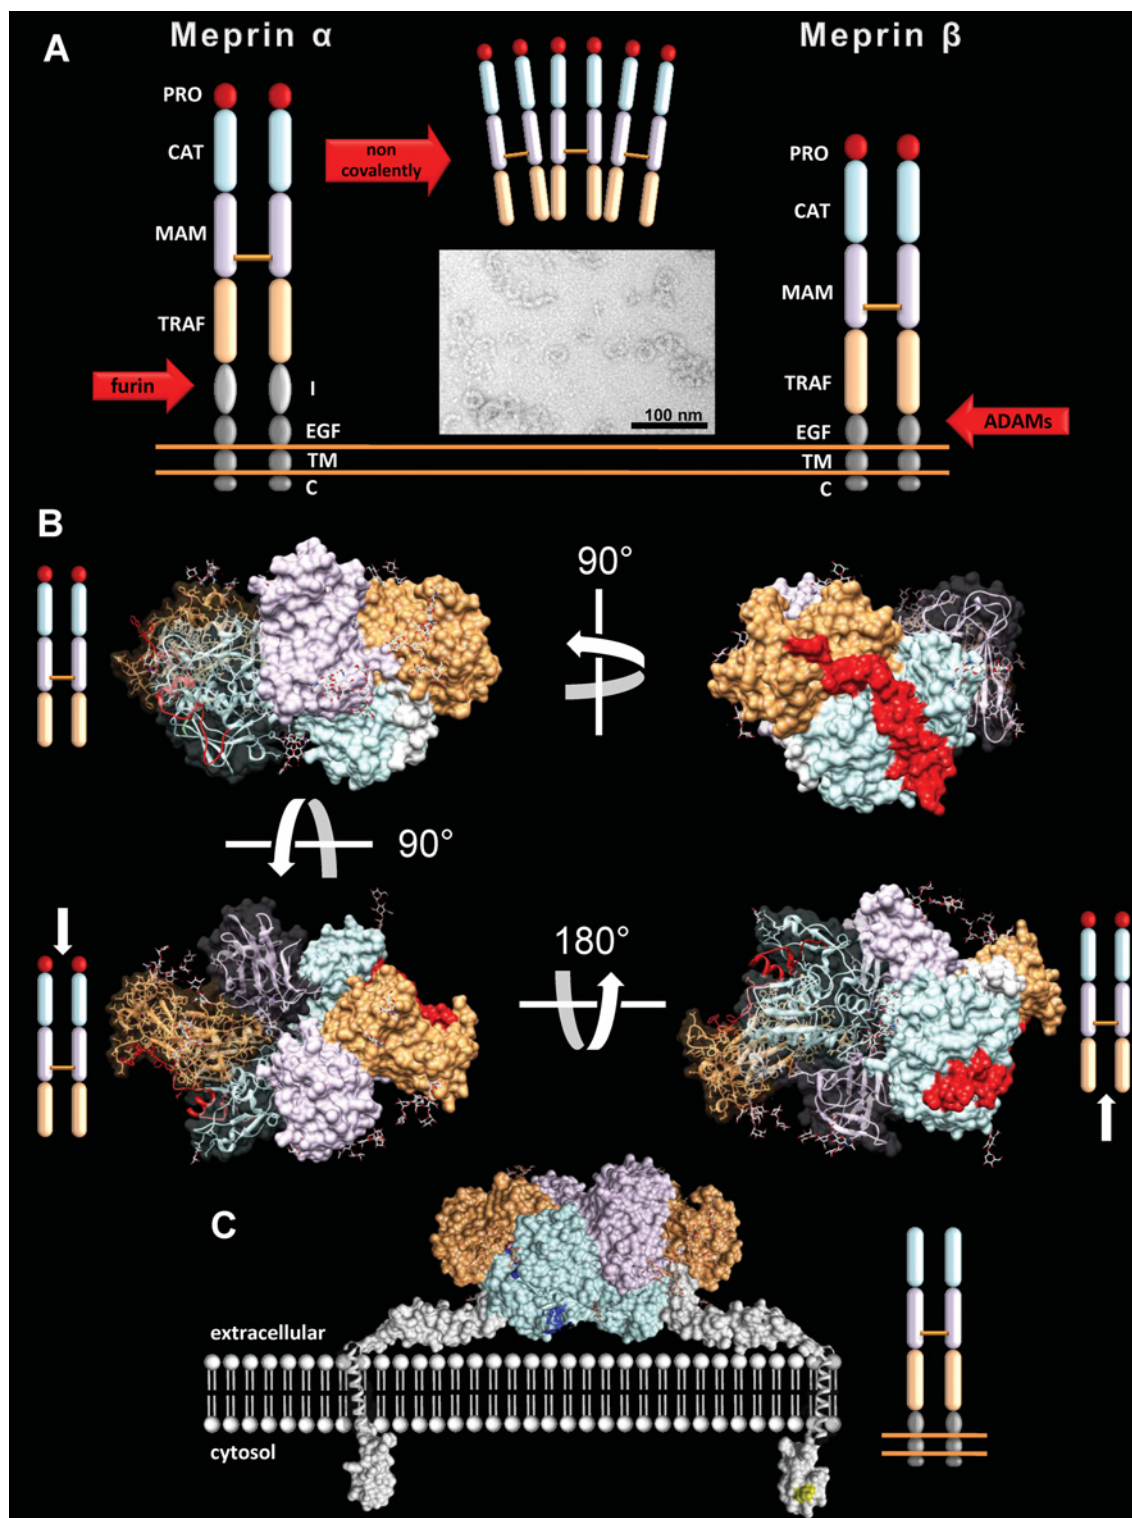 A
Meprin α
Meprin β
PRO
CAT
MAM
TRAF
I
EGF
TM
C
furin
non
covalently
100 nm
PRO
CAT
MAM
TRAF
EGF
TM
C
ADAMs
B
90°
90°
180°
C
extracellular
cytosol